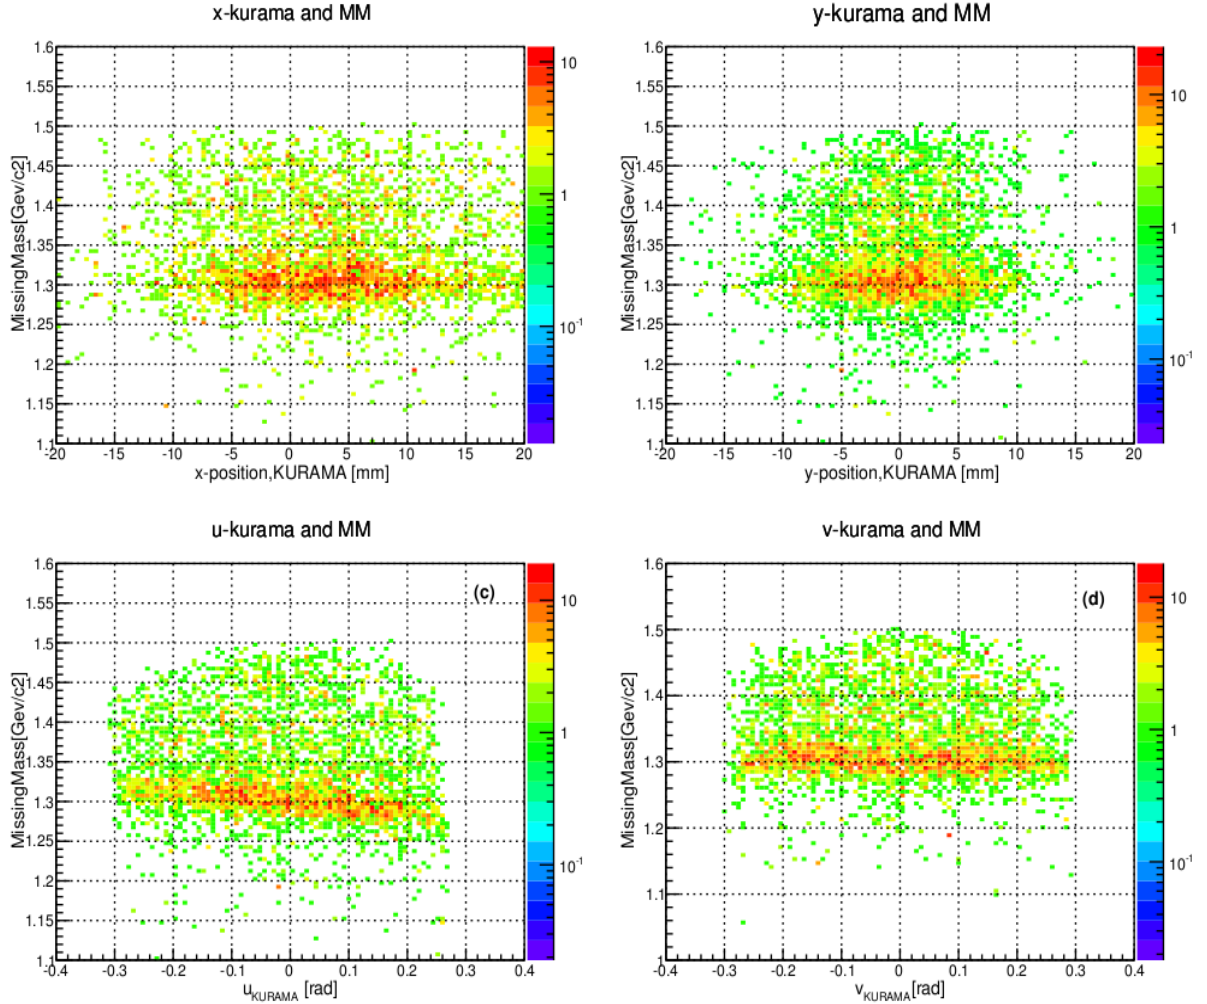 x-kurama and MM
1.6
1.55
1.5
1.45
1.4
1.35
1.3
1.25
1.2
1.15
1.1
-20 -15 -10 -5 0 5 10 15 20
MissingMass[Gev/c2]
x-position,KURAMA [mm]
10
1
10-1
y-kurama and MM
1.6
1.55
1.5
1.45
1.4
1.35
1.3
1.25
1.2
1.15
1.1
-20 -15 -10 -5 0 5 10 15 20
MissingMass[Gev/c2]
y-position,KURAMA [mm]
10
1
10-1
u-kurama and MM
(c)
1.6
1.55
1.5
1.45
1.4
1.35
1.3
1.25
1.2
1.15
1.1
-0.4 -0.3 -0.2 -0.1 0 0.1 0.2 0.3 0.4
MissingMass[Gev/c2]
uKURAMA [rad]
10
1
10-1
v-kurama and MM
(d)
1.6
1.5
1.4
1.3
1.2
1.1
1
-0.4 -0.3 -0.2 -0.1 0 0.1 0.2 0.3 0.4
MissingMass[Gev/c2]
vKURAMA[rad]
10
1
10-1